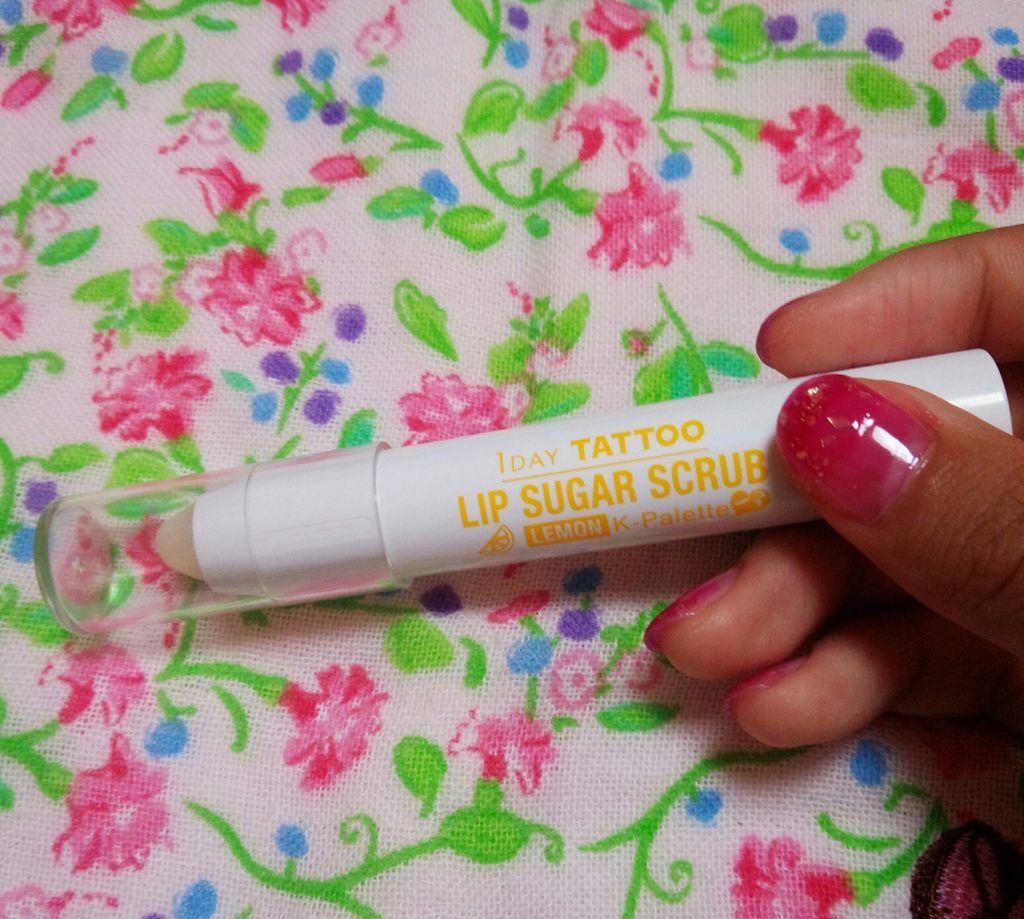 1DAY TATTOO
LIP SUGAR SCRUB
LEMON K-Palette